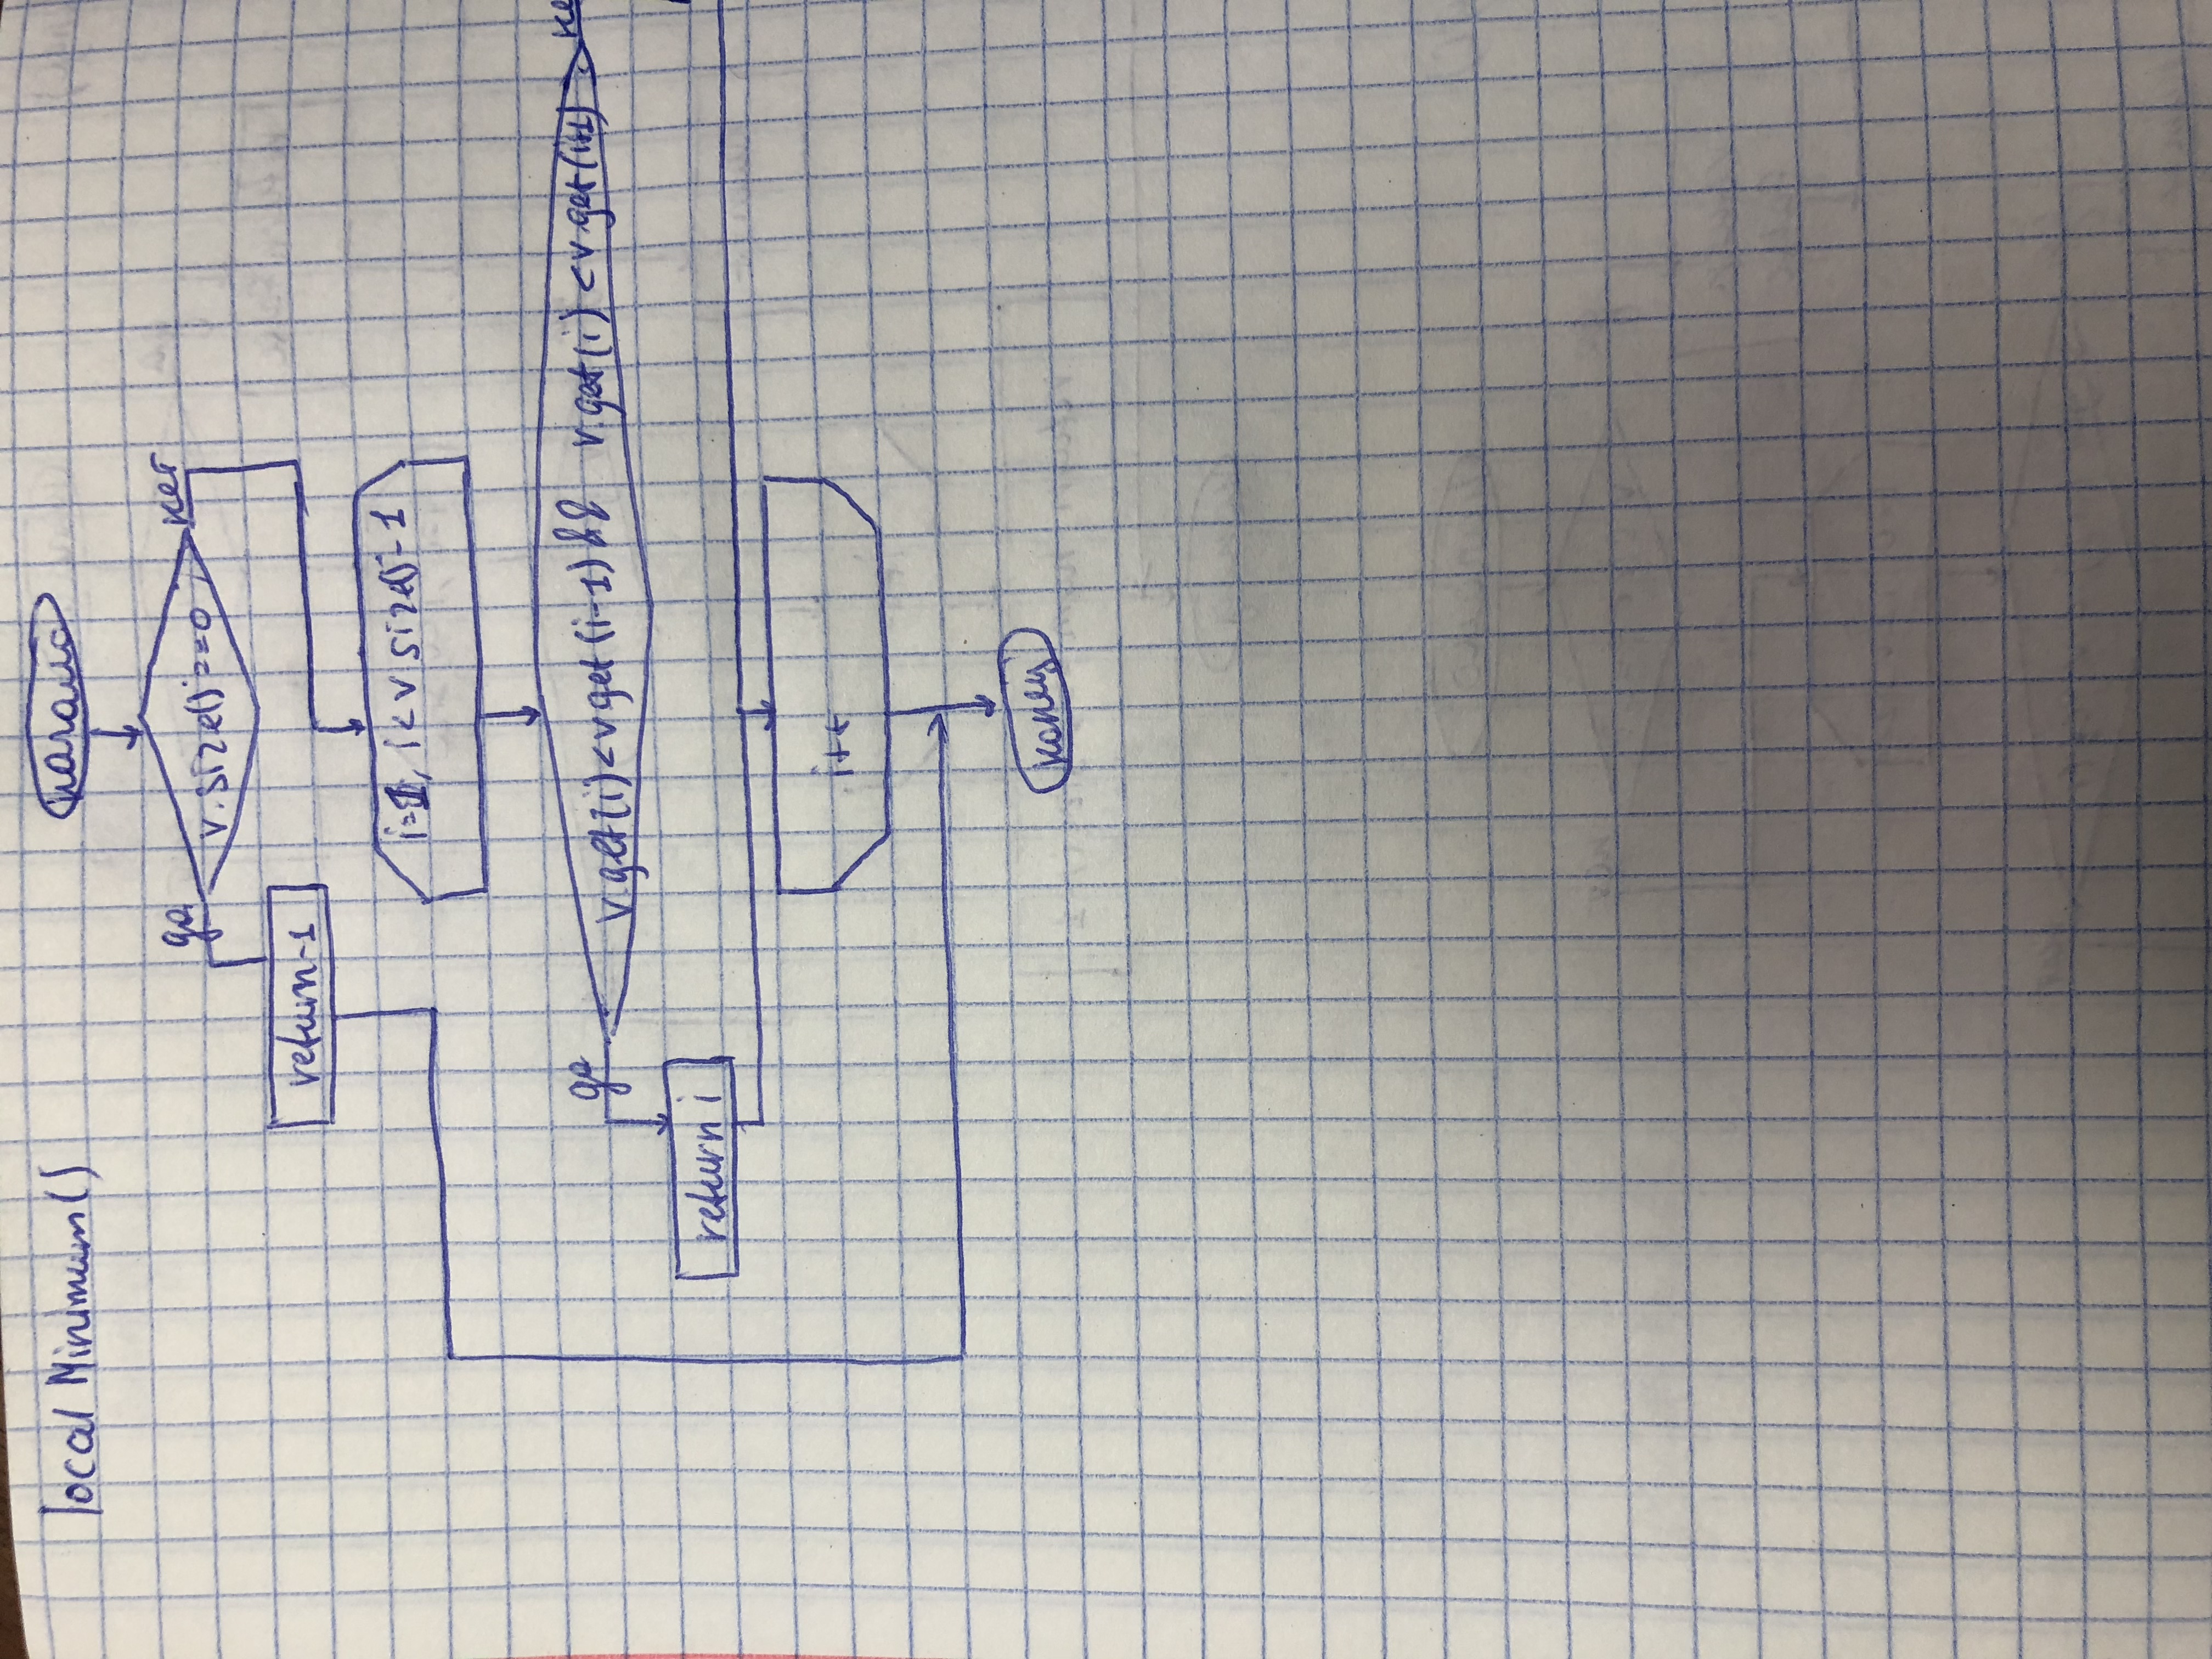 local Minimum()
начало
да
нет
v.size()==0
return -1
i=1, i<v.size()-1
да
v.get(i)<v.get(i-1) && v.get(i)<v.get(i+1)
не
return i
i++
конец